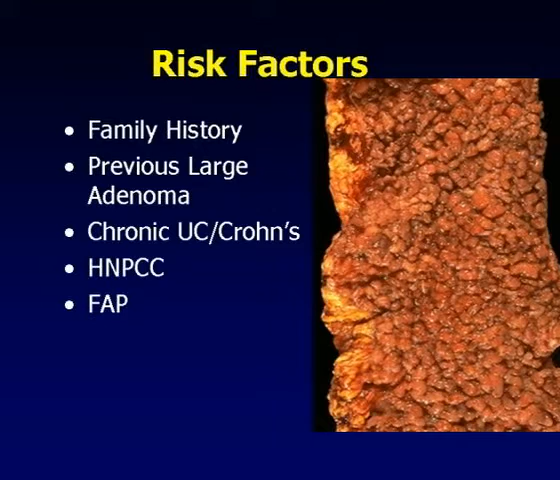 Risk Factors
• Family History
• Previous Large
Adenoma
• Chronic UC/Crohn's
• HNPCC
• FAP